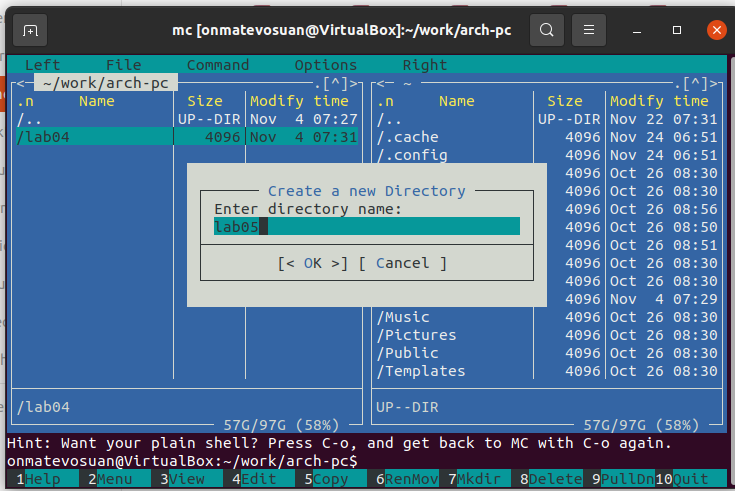 mc [onmatevosuan@VirtualBox]:~/work/arch-pc
Left File Command Options Right
<- ~/work/arch-pc .[^]>
.n Name Size Modify time
/.. UP--DIR Nov 4 07:27
/lab04 4096 Nov 4 07:31
/lab04
57G/97G (58%)
<- ~ .[^]>
.n Name Size Modify time
/.. UP--DIR Nov 22 07:31
/.cache 4096 Nov 24 06:51
/.config 4096 Nov 24 06:51
4096 Oct 26 08:30
4096 Oct 26 08:30
4096 Oct 26 08:56
4096 Oct 26 08:50
4096 Oct 26 08:51
4096 Oct 26 08:30
4096 Oct 26 08:30
4096 Nov 4 07:29
/Music 4096 Oct 26 08:30
/Pictures 4096 Oct 26 08:30
/Public 4096 Oct 26 08:30
/Templates 4096 Oct 26 08:30
UP--DIR
57G/97G (58%)
Create a new Directory
Enter directory name:
lab05
[< OK >] [ Cancel ]
Hint: Want your plain shell? Press C-o, and get back to MC with C-o again.
onmatevosuan@VirtualBox:~/work/arch-pc$
1Help 2Menu 3View 4Edit 5Copy 6RenMov 7Mkdir 8Delete 9PullDn 10Quit